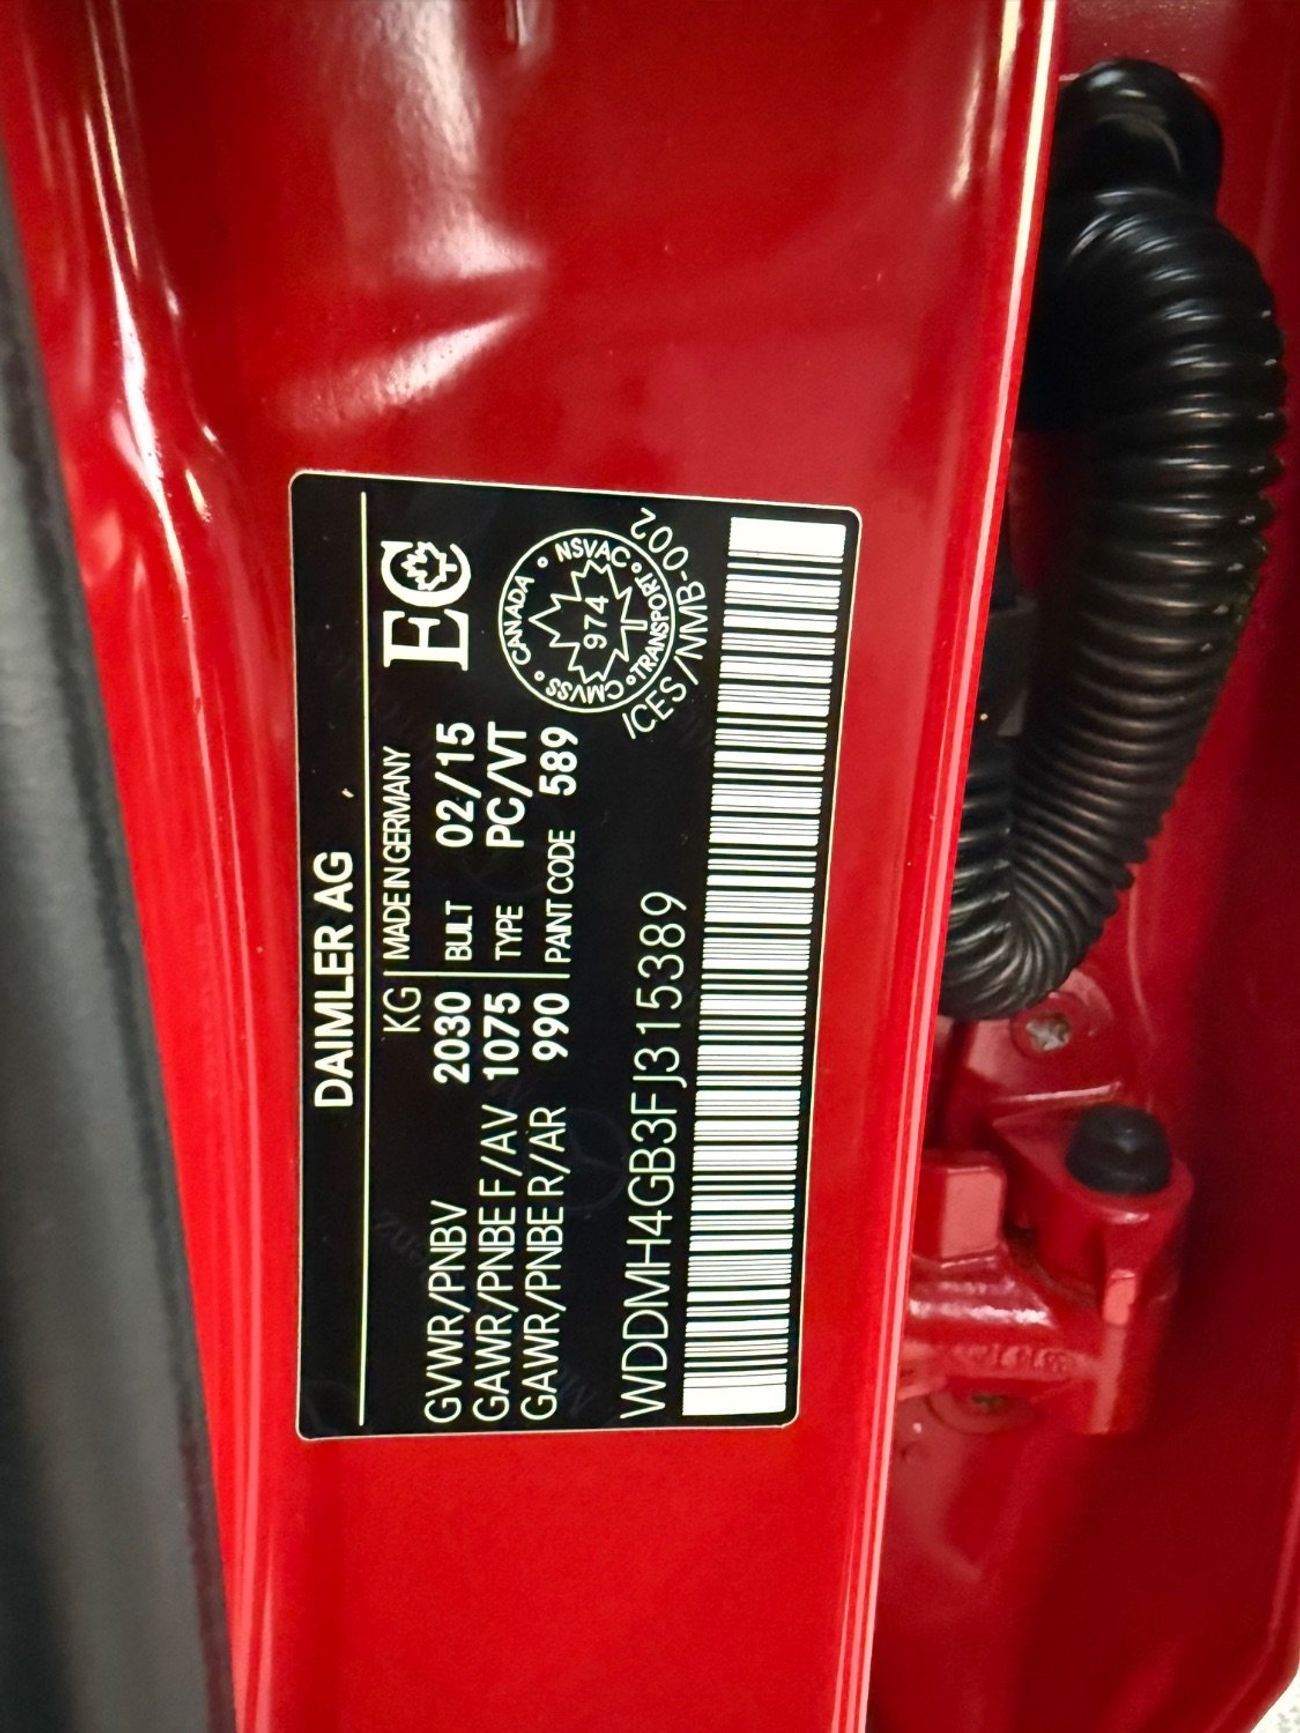 DAIMLER AG
KG
MADE IN GERMANY
EC
GVWR/PNBV 2030 BUILT 02/15
GAWR/PNBE F/AV 1075 TYPE PC/VT
GAWR/PNBE R/AR 990 PAINT CODE 589
CANADA • NSVAC • TRANSPORT • CMVSS
974
ICES/NMB-002
WDDMH4GB3FJ315389